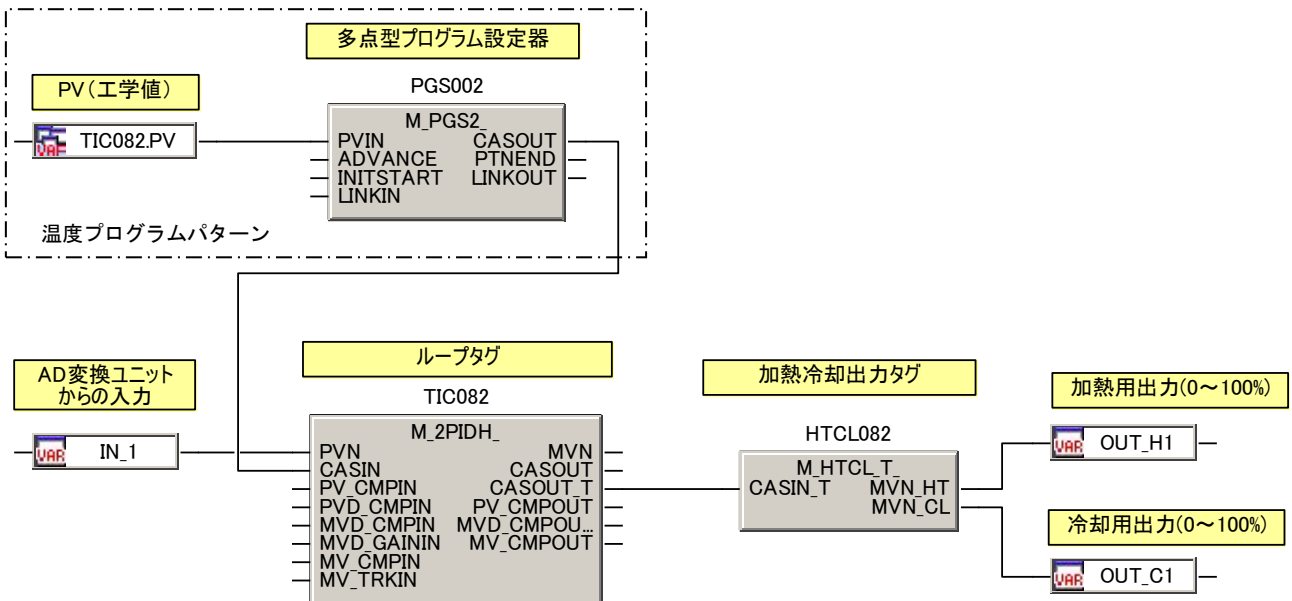 多点型プログラム設定器
PV(工学値)
PGS002
TIC082.PV
VAR
M_PGS2_
PVIN CASOUT
ADVANCE PTNEND
INITSTART LINKOUT
LINKIN
温度プログラムパターン
ループタグ
AD変換ユニット
からの入力
加熱冷却出力タグ
加熱用出力(0~100%)
TIC082
HTCL082
VAR IN_1
M_2PIDH_
PVN MVN
CASIN CASOUT
PV_CMPIN CASOUT_T
PVD_CMPIN PV_CMPOUT
MVD_CMPIN MVD_CMPOU...
MVD_GAININ MV_CMPOUT
MV_CMPIN
MV_TRKIN
M_HTCL_T_
CASIN_T MVN_HT
MVN_CL
VAR OUT_H1
冷却用出力(0~100%)
VAR OUT_C1